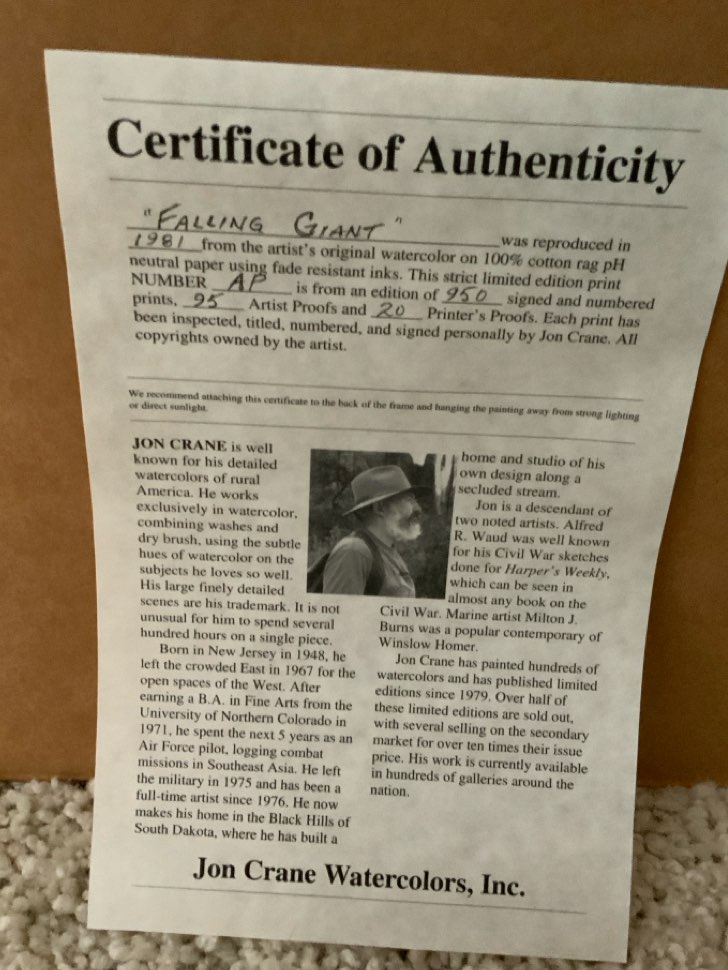 Certificate of Authenticity
"FALLING GIANT" was reproduced in
1981 from the artist's original watercolor on 100% cotton rag pH
neutral paper using fade resistant inks. This strict limited edition print
NUMBER AP is from an edition of 950 signed and numbered
prints, 95 Artist Proofs and 20 Printer's Proofs. Each print has
been inspected, titled, numbered, and signed personally by Jon Crane. All
copyrights owned by the artist.
We recommend attaching this certificate to the back of the frame and hanging the painting away from strong lighting
or direct sunlight.
JON CRANE is well
known for his detailed
watercolors of rural
America. He works
exclusively in watercolor,
combining washes and
dry brush, using the subtle
hues of watercolor on the
subjects he loves so well.
His large finely detailed
scenes are his trademark. It is not
unusual for him to spend several
hundred hours on a single piece.
Born in New Jersey in 1948, he
left the crowded East in 1967 for the
open spaces of the West. After
earning a B.A. in Fine Arts from the
University of Northern Colorado in
1971, he spent the next 5 years as an
Air Force pilot, logging combat
missions in Southeast Asia. He left
the military in 1975 and has been a
full-time artist since 1976. He now
makes his home in the Black Hills of
South Dakota, where he has built a
home and studio of his
own design along a
secluded stream.
Jon is a descendant of
two noted artists. Alfred
R. Waud was well known
for his Civil War sketches
done for Harper's Weekly,
which can be seen in
almost any book on the
Civil War. Marine artist Milton J.
Burns was a popular contemporary of
Winslow Homer.
Jon Crane has painted hundreds of
watercolors and has published limited
editions since 1979. Over half of
these limited editions are sold out,
with several selling on the secondary
market for over ten times their issue
price. His work is currently available
in hundreds of galleries around the
nation.
Jon Crane Watercolors, Inc.